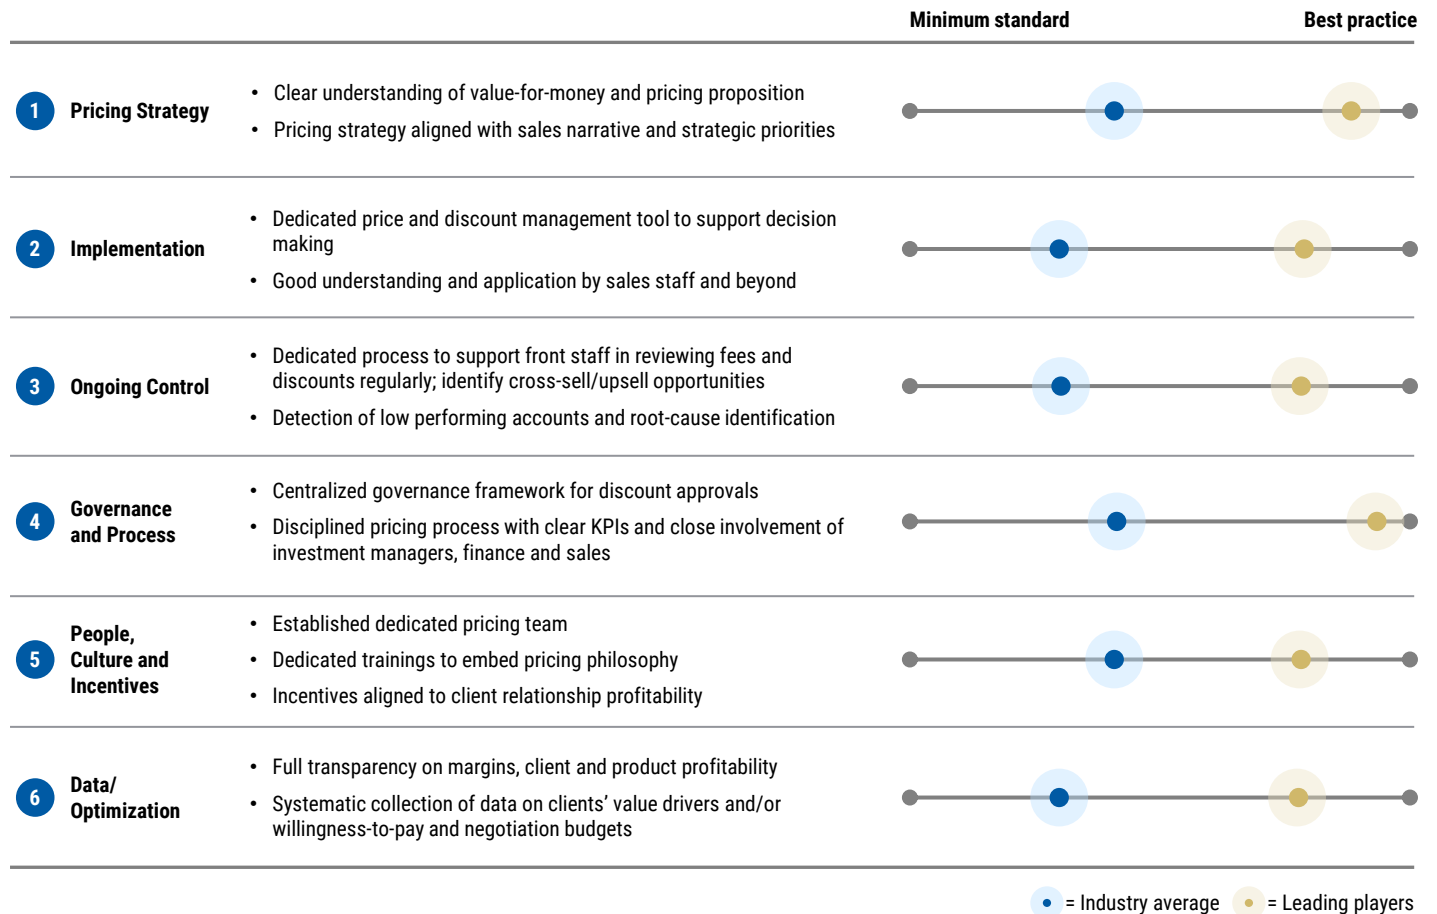 Minimum standard Best practice
1 Pricing Strategy
• Clear understanding of value-for-money and pricing proposition
• Pricing strategy aligned with sales narrative and strategic priorities
2 Implementation
• Dedicated price and discount management tool to support decision
making
• Good understanding and application by sales staff and beyond
3 Ongoing Control
• Dedicated process to support front staff in reviewing fees and
discounts regularly; identify cross-sell/upsell opportunities
• Detection of low performing accounts and root-cause identification
4 Governance
and Process
• Centralized governance framework for discount approvals
• Disciplined pricing process with clear KPIs and close involvement of
investment managers, finance and sales
5 People,
Culture and
Incentives
• Established dedicated pricing team
• Dedicated trainings to embed pricing philosophy
• Incentives aligned to client relationship profitability
6 Data/
Optimization
• Full transparency on margins, client and product profitability
• Systematic collection of data on clients’ value drivers and/or
willingness-to-pay and negotiation budgets
= Industry average = Leading players